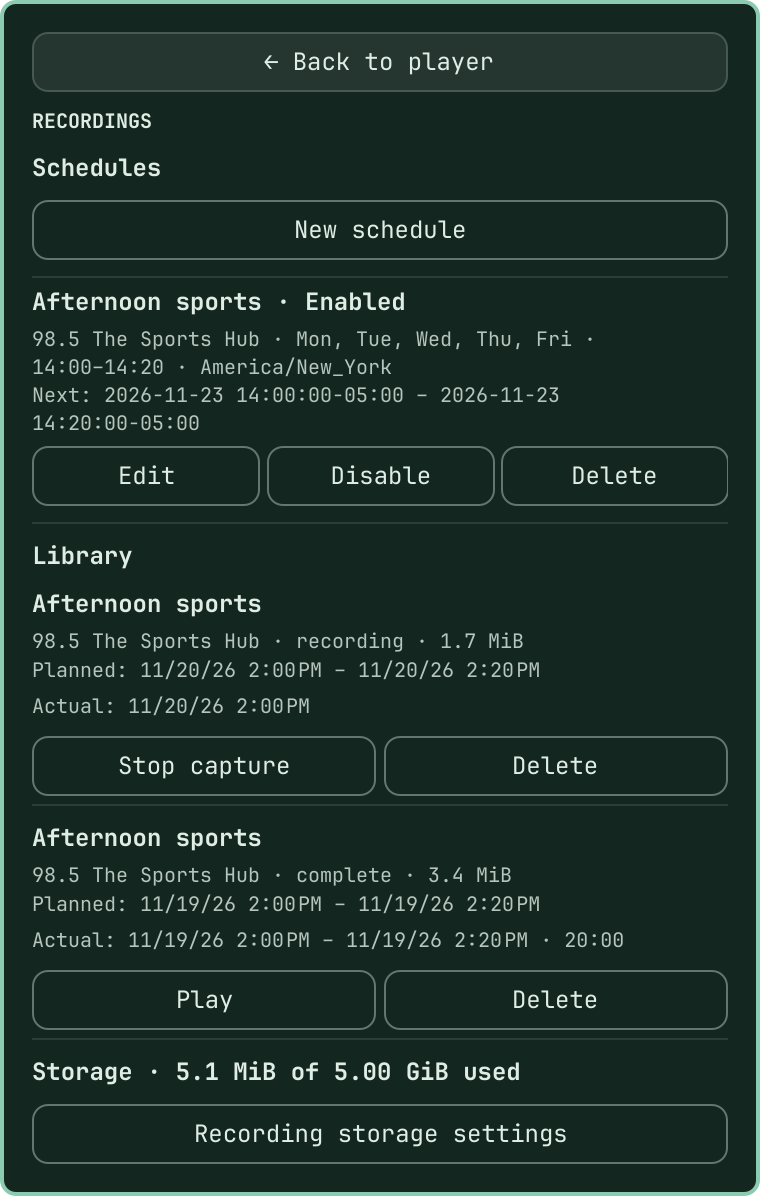 ← Back to player
RECORDINGS
Schedules
New schedule
Afternoon sports · Enabled
98.5 The Sports Hub · Mon, Tue, Wed, Thu, Fri ·
14:00–14:20 · America/New_York
Next: 2026-11-23 14:00:00-05:00 – 2026-11-23
14:20:00-05:00
Edit
Disable
Delete
Library
Afternoon sports
98.5 The Sports Hub · recording · 1.7 MiB
Planned: 11/20/26 2:00 PM – 11/20/26 2:20 PM
Actual: 11/20/26 2:00 PM
Stop capture
Delete
Afternoon sports
98.5 The Sports Hub · complete · 3.4 MiB
Planned: 11/19/26 2:00 PM – 11/19/26 2:20 PM
Actual: 11/19/26 2:00 PM – 11/19/26 2:20 PM · 20:00
Play
Delete
Storage · 5.1 MiB of 5.00 GiB used
Recording storage settings